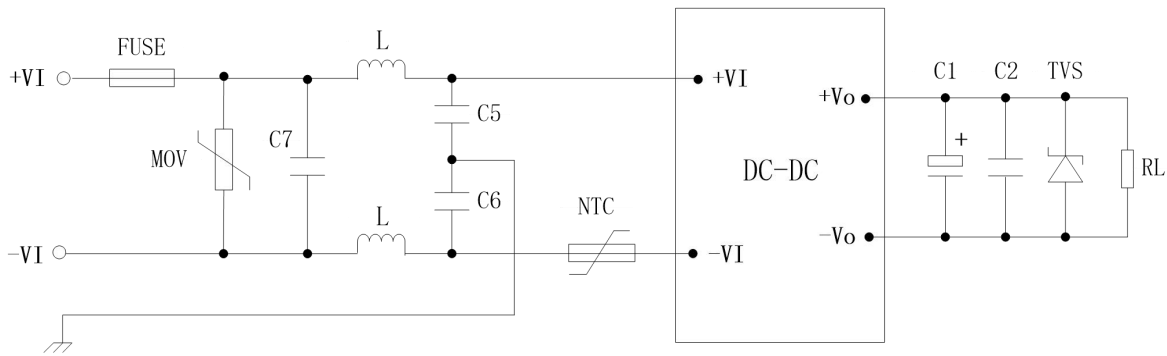 FUSE
L
+VI
C5
MOV
C7
C6
L
NTC
-VI
+VI
DC-DC
-VI
+Vo
-Vo
C1
+
C2
TVS
RL